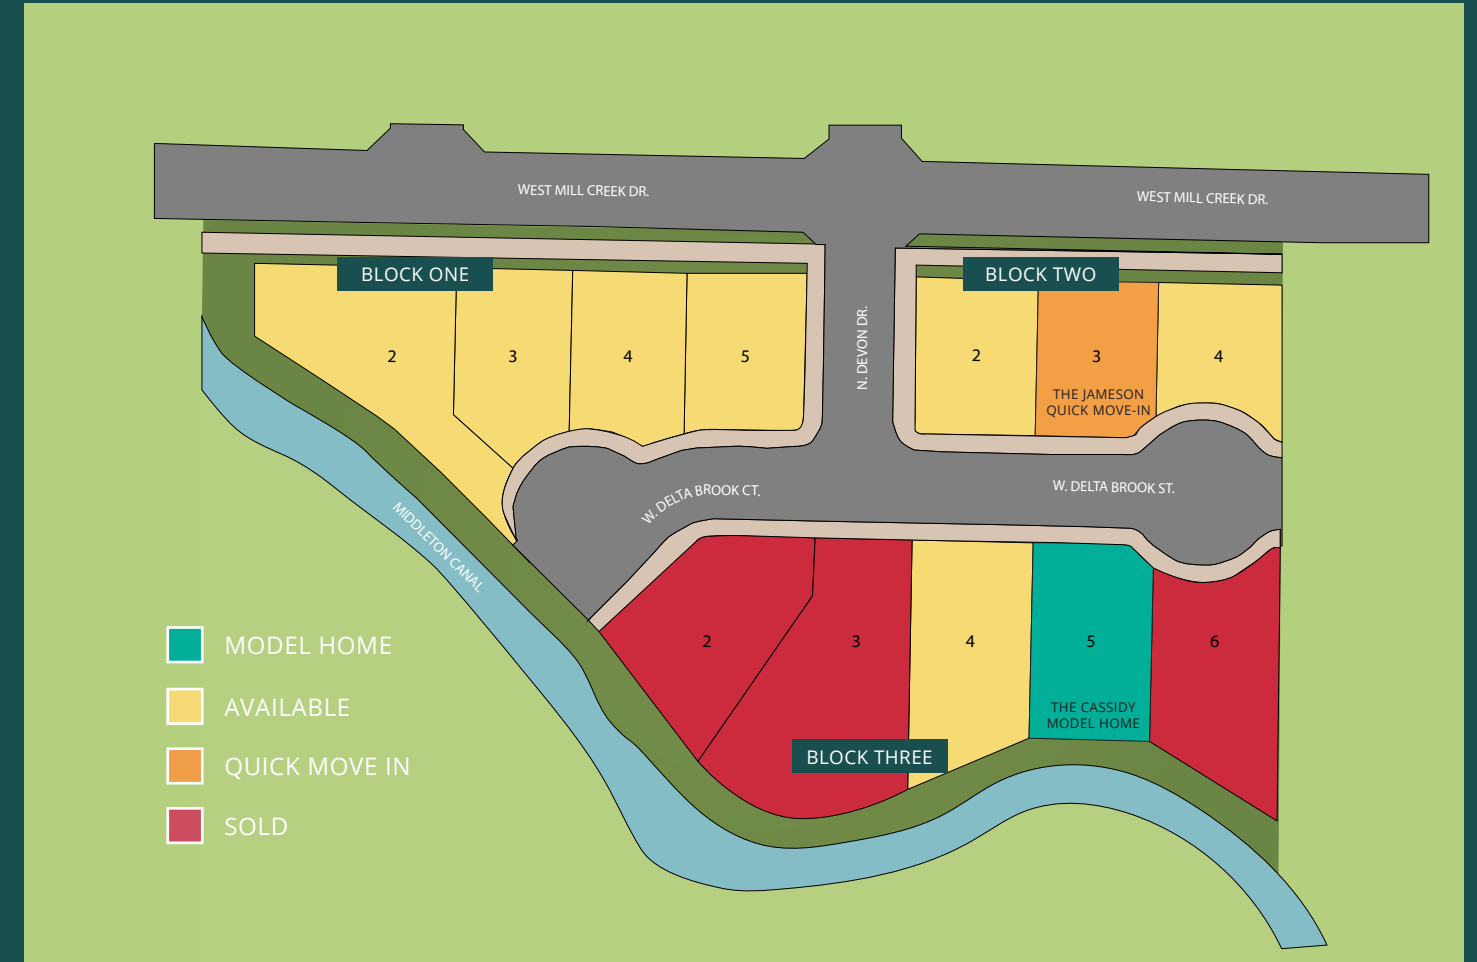 WEST MILL CREEK DR.
WEST MILL CREEK DR.
BLOCK ONE
BLOCK TWO
N. DEVON DR.
2
3
4
5
2
3
4
THE JAMESON
QUICK MOVE-IN
W. DELTA BROOK CT.
W. DELTA BROOK ST.
MIDDLETON CANAL
2
3
4
5
6
THE CASSIDY
MODEL HOME
BLOCK THREE
MODEL HOME
AVAILABLE
QUICK MOVE IN
SOLD